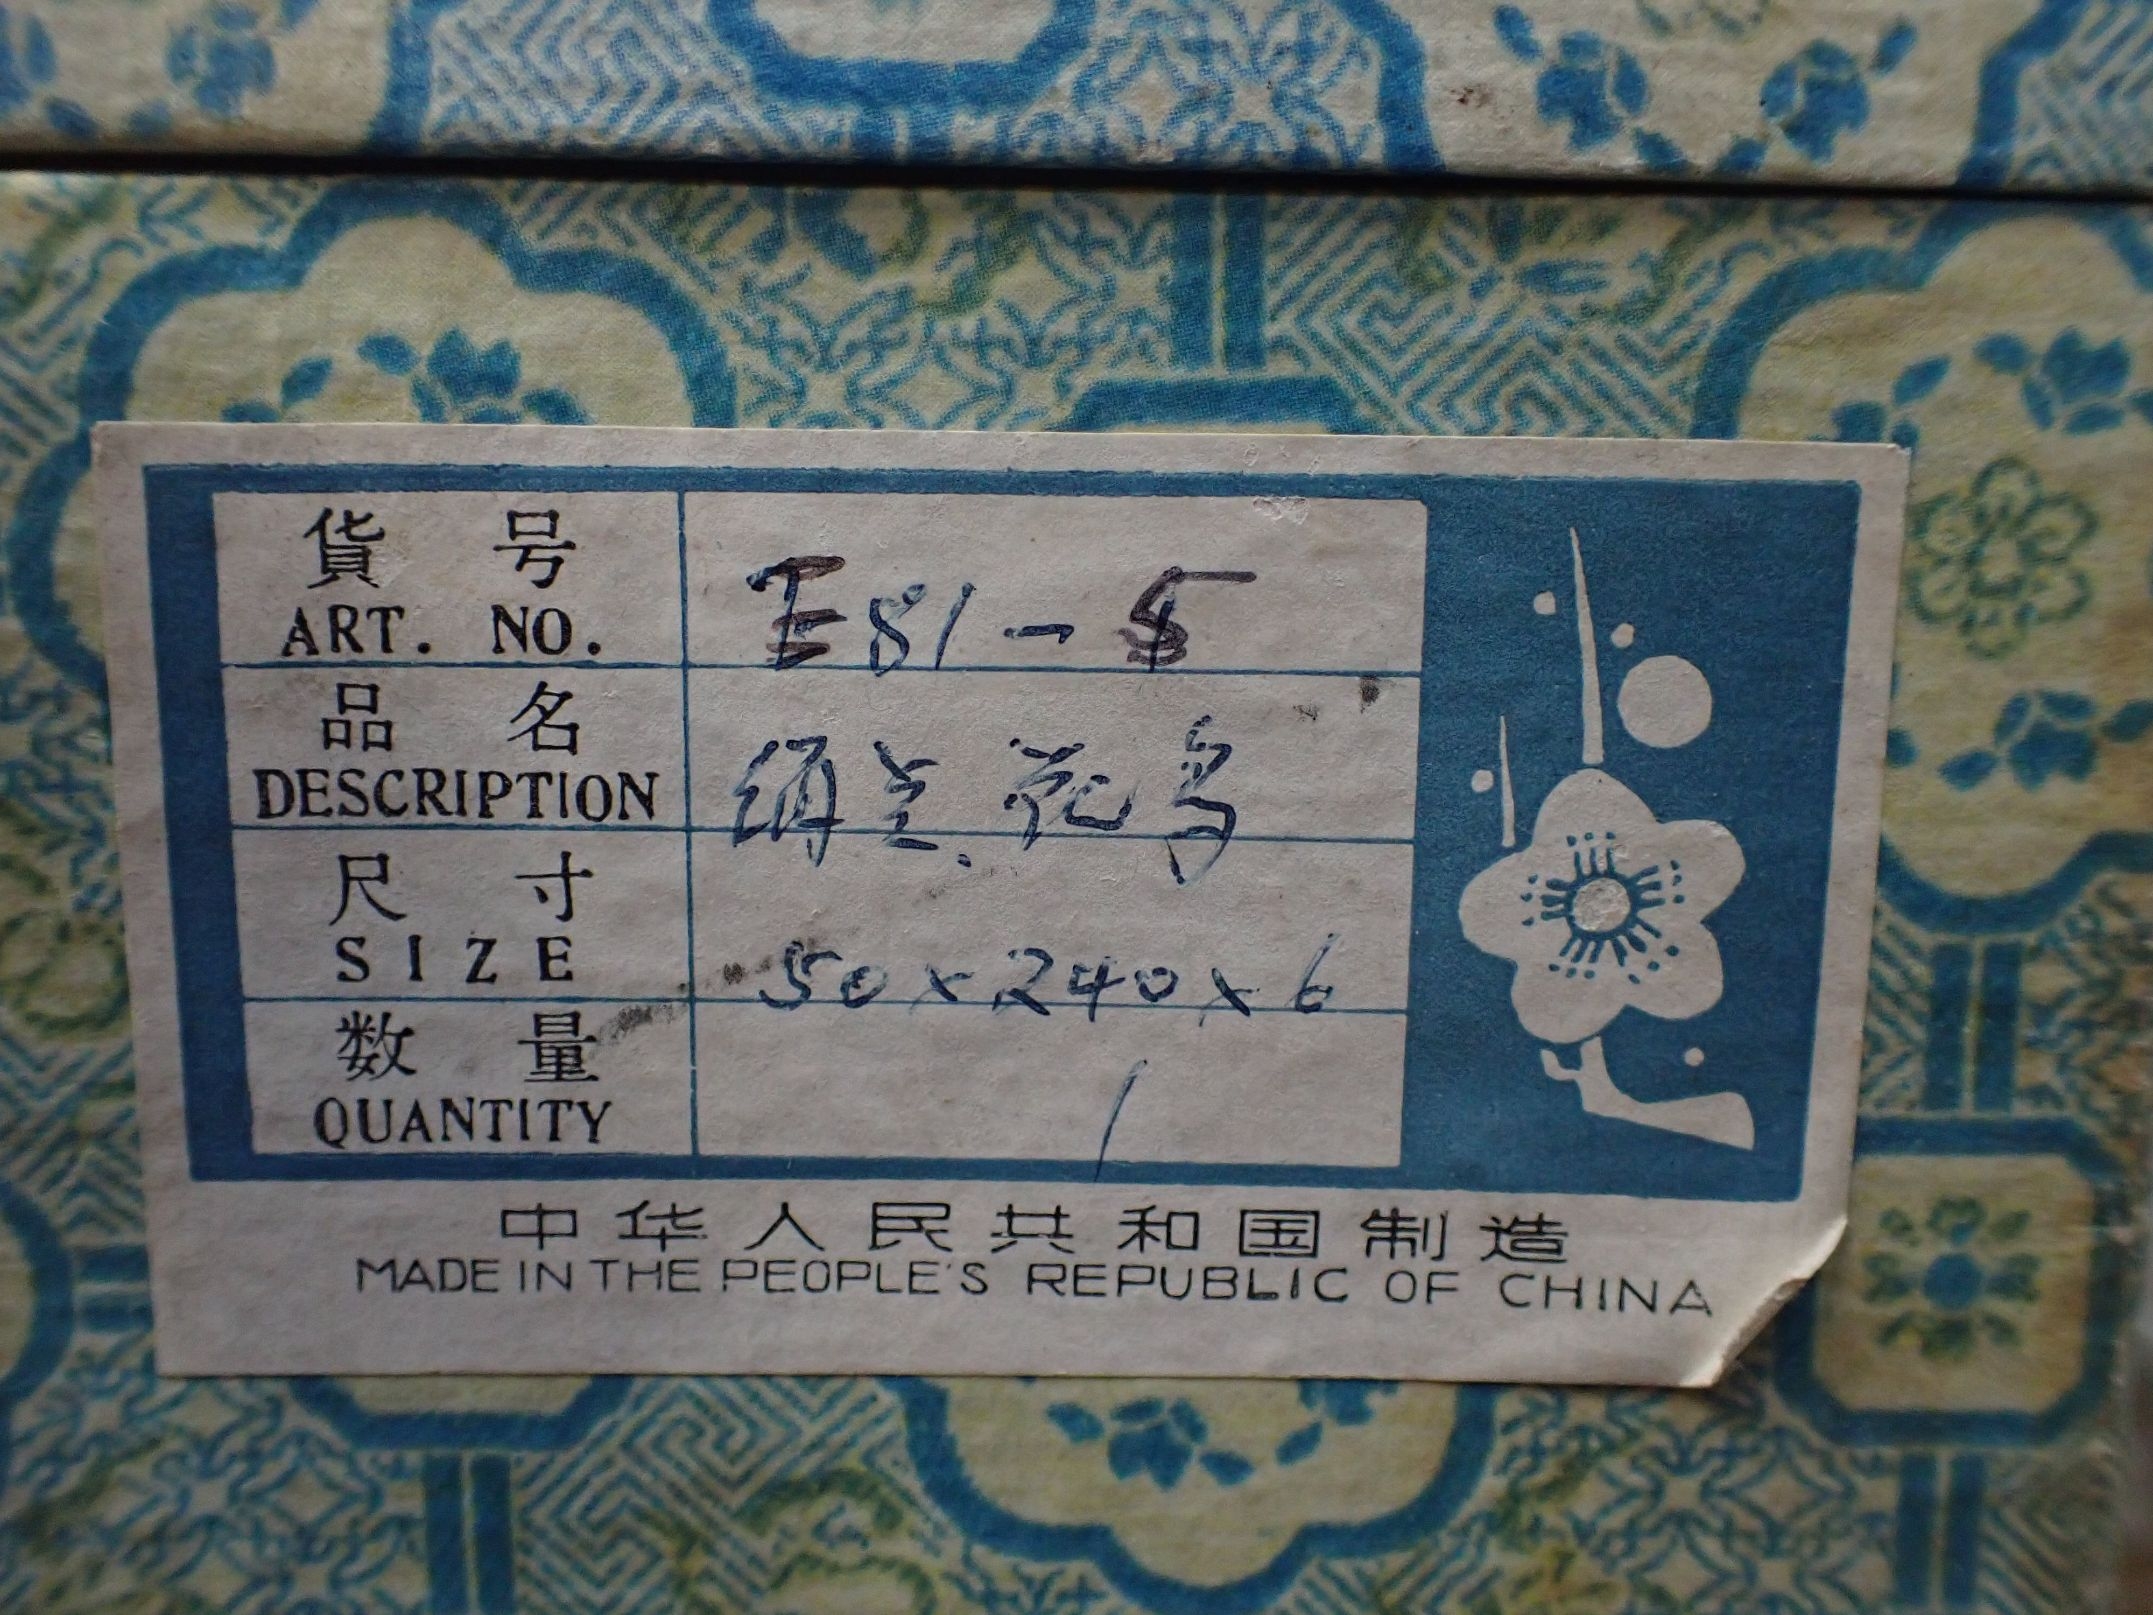 貨号
ART. NO.
E81-5
品名
DESCRIPTION
花鸟
尺寸
SIZE
50×240×6
数量
QUANTITY
1
中华人民共和国制造
MADE IN THE PEOPLE'S REPUBLIC OF CHINA